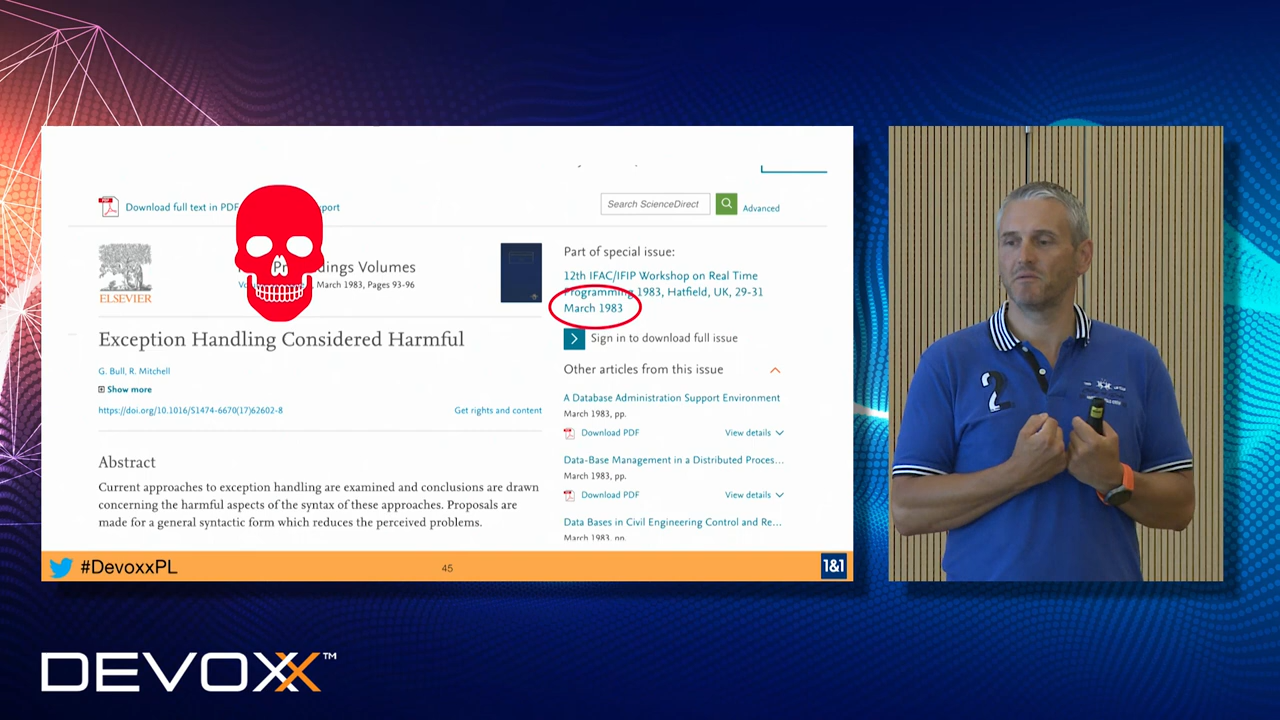 Download full text in PDF
port
Search ScienceDirect
Advanced
ELSEVIER
Proceedings Volumes
March 1983, Pages 93-96
Part of special issue:
12th IFAC/IFIP Workshop on Real Time
Programming 1983, Hatfield, UK, 29-31
March 1983
Sign in to download full issue
Exception Handling Considered Harmful
G. Bull, R. Mitchell
Show more
https://doi.org/10.1016/S1474-6670(17)62602-8
Get rights and content
Other articles from this issue
A Database Administration Support Environment
March 1983, pp.
Download PDF
View details
Data-Base Management in a Distributed Proces...
March 1983, pp.
Download PDF
View details
Data Bases in Civil Engineering Control and Re...
March 1983, pp.
Abstract
Current approaches to exception handling are examined and conclusions are drawn
concerning the harmful aspects of the syntax of these approaches. Proposals are
made for a general syntactic form which reduces the perceived problems.
#DevoxxPL
45
1&1
2
DEVOXX™